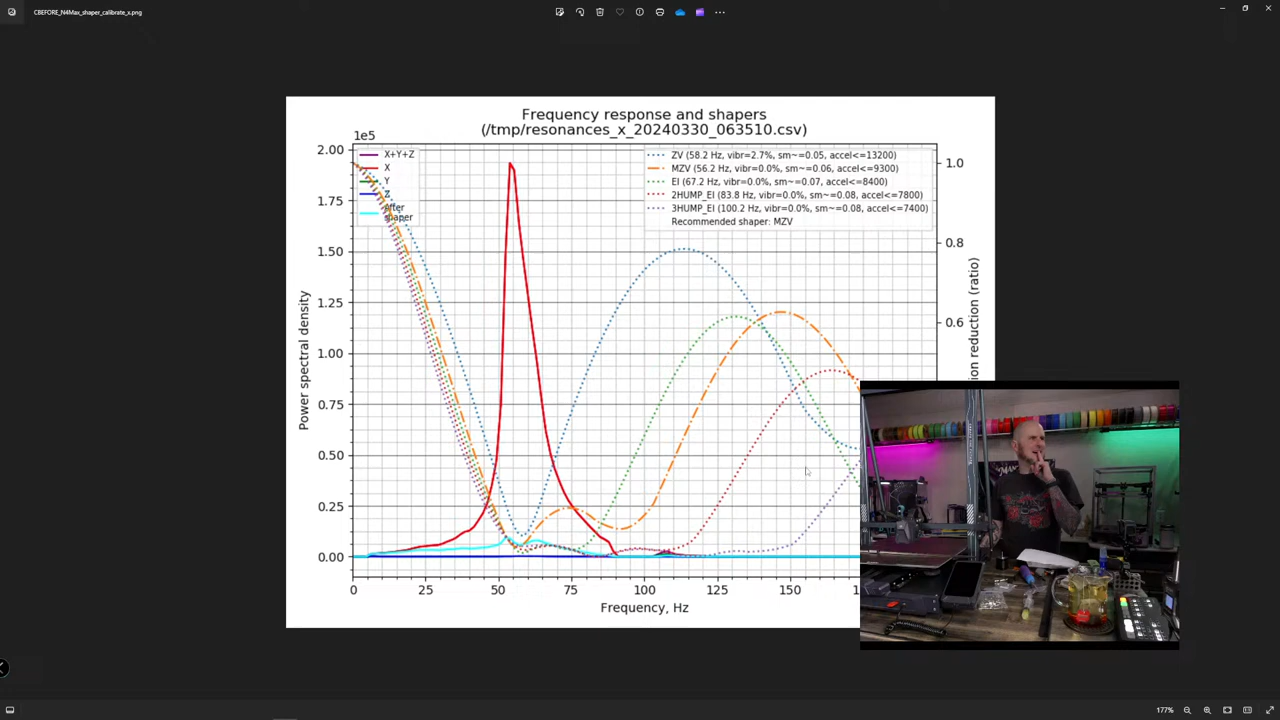 CBEFORE_N4Max_shaper_calibrate_x.png
Frequency response and shapers
(/tmp/resonances_x_20240330_063510.csv)
1e5
2.00
1.75
1.50
1.25
1.00
0.75
0.50
0.25
0.00
Power spectral density
X+Y+Z
X
Y
Z
After
shaper
ZV (58.2 Hz, vibr=2.7%, sm~=0.05, accel<=13200)
MZV (56.2 Hz, vibr=0.0%, sm~=0.06, accel<=9300)
EI (67.2 Hz, vibr=0.0%, sm~=0.07, accel<=8400)
2HUMP_EI (83.8 Hz, vibr=0.0%, sm~=0.08, accel<=7800)
3HUMP_EI (100.2 Hz, vibr=0.0%, sm~=0.08, accel<=7400)
Recommended shaper: MZV
1.0
0.8
0.6
ion reduction (ratio)
0
25
50
75
100
125
150
1
Frequency, Hz
177%